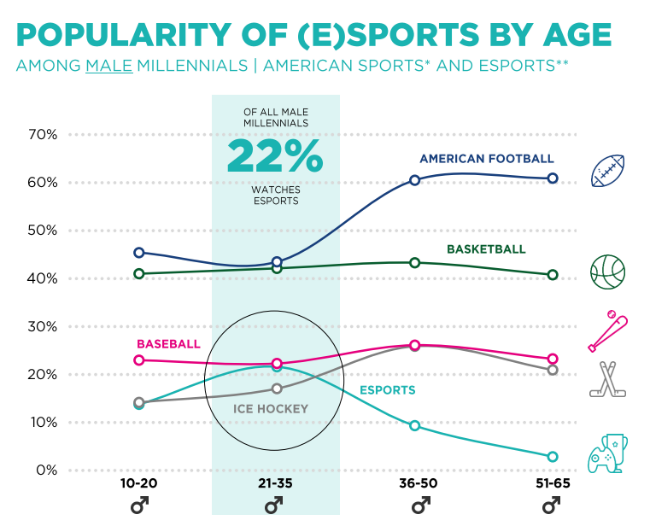 POPULARITY OF (E)SPORTS BY AGE
AMONG MALE MILLENNIALS | AMERICAN SPORTS* AND ESPORTS**
OF ALL MALE
MILLENNIALS
22%
WATCHES
ESPORTS
70%
60%
50%
40%
30%
20%
10%
0%
AMERICAN FOOTBALL
BASKETBALL
BASEBALL
ESPORTS
ICE HOCKEY
10-20
21-35
36-50
51-65